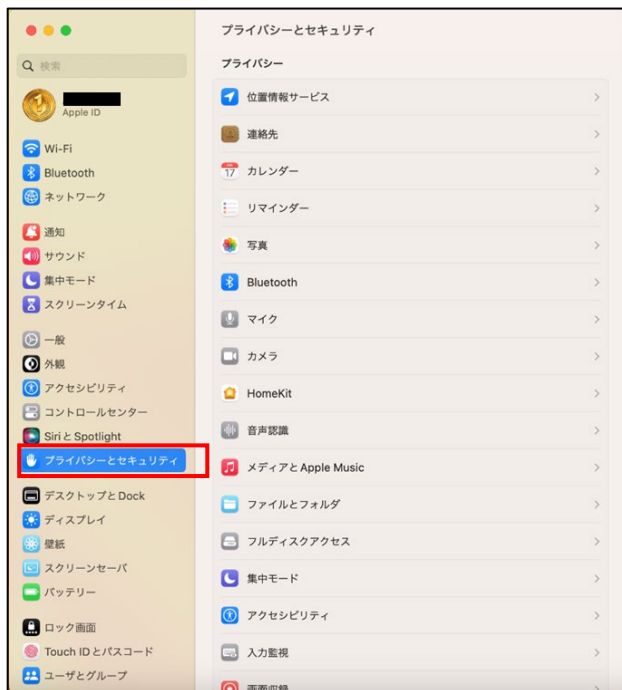 プライバシーとセキュリティ
検索
Apple ID
Wi-Fi
Bluetooth
ネットワーク
通知
サウンド
集中モード
スクリーンタイム
一般
外観
アクセシビリティ
コントロールセンター
Siri と Spotlight
プライバシーとセキュリティ
デスクトップと Dock
ディスプレイ
壁紙
スクリーンセーバ
バッテリー
ロック画面
Touch ID とパスコード
ユーザとグループ
プライバシー
位置情報サービス
連絡先
17
カレンダー
リマインダー
写真
Bluetooth
マイク
カメラ
HomeKit
音声認識
メディアと Apple Music
ファイルとフォルダ
フルディスクアクセス
集中モード
アクセシビリティ
入力監視
画面収録